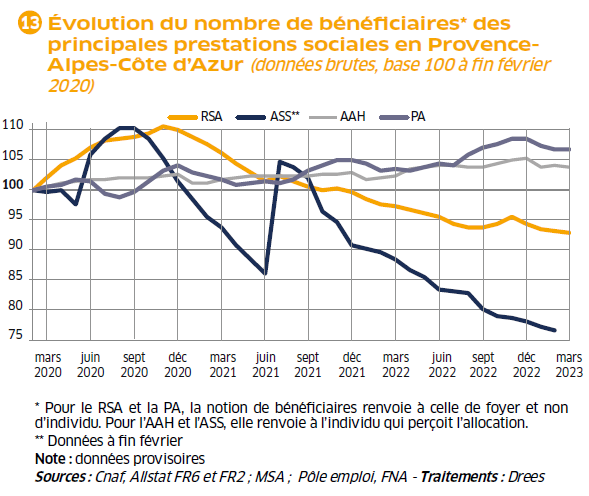 13 Évolution du nombre de bénéficiaires* des
principales prestations sociales en Provence-
Alpes-Côte d'Azur (données brutes, base 100 à fin février
2020)
RSA ASS** AAH PA
110
105
100
95
90
85
80
75
mars juin sept déc mars juin sept déc mars juin sept déc mars
2020 2020 2020 2020 2021 2021 2021 2021 2022 2022 2022 2022 2023
* Pour le RSA et la PA, la notion de bénéficiaires renvoie à celle de foyer et non
d'individu. Pour l'AAH et l'ASS, elle renvoie à l'individu qui perçoit l'allocation.
** Données à fin février
Note : données provisoires
Sources : Cnaf, Allstat FR6 et FR2 ; MSA ; Pôle emploi, FNA - Traitements : Drees